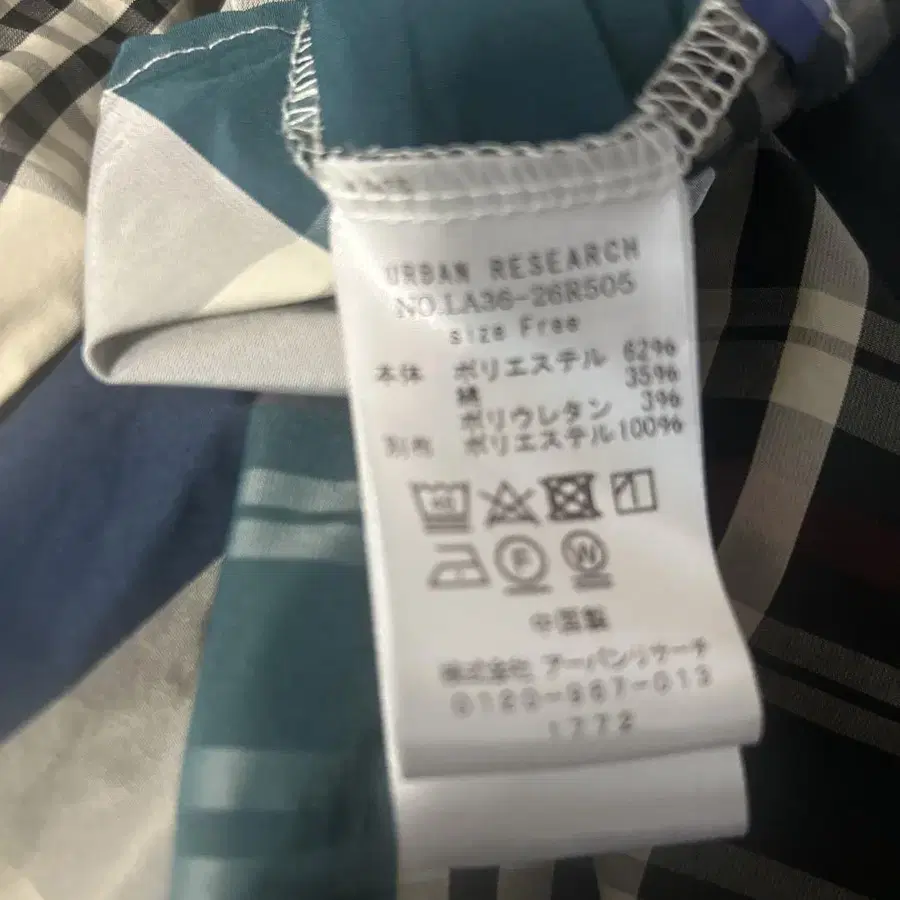 URBAN RESEARCH
NO.LA36-26R505
size Free
本体 ポリエステル 62%
綿 35%
ポリウレタン 3%
別布 ポリエステル100%
F W
中国製
株式会社 アーバンリサーチ
0120-967-013
1772